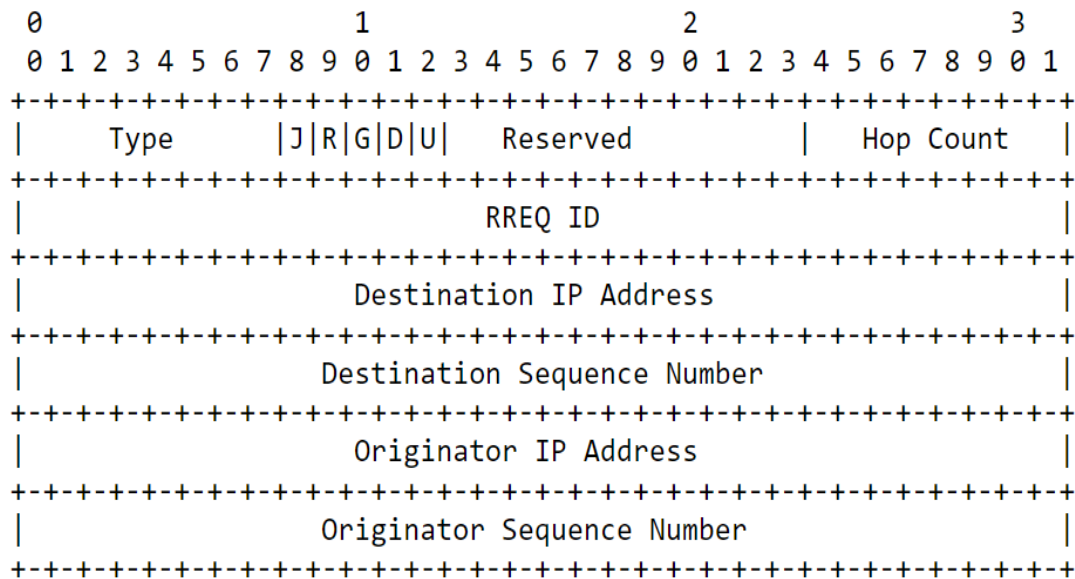 0                   1                   2                   3
0 1 2 3 4 5 6 7 8 9 0 1 2 3 4 5 6 7 8 9 0 1 2 3 4 5 6 7 8 9 0 1
+-+-+-+-+-+-+-+-+-+-+-+-+-+-+-+-+-+-+-+-+-+-+-+-+-+-+-+-+-+-+-+-+
|     Type      |J|R|G|D|U|   Reserved          |   Hop Count   |
+-+-+-+-+-+-+-+-+-+-+-+-+-+-+-+-+-+-+-+-+-+-+-+-+-+-+-+-+-+-+-+-+
|                            RREQ ID                            |
+-+-+-+-+-+-+-+-+-+-+-+-+-+-+-+-+-+-+-+-+-+-+-+-+-+-+-+-+-+-+-+-+
|                    Destination IP Address                     |
+-+-+-+-+-+-+-+-+-+-+-+-+-+-+-+-+-+-+-+-+-+-+-+-+-+-+-+-+-+-+-+-+
|                  Destination Sequence Number                  |
+-+-+-+-+-+-+-+-+-+-+-+-+-+-+-+-+-+-+-+-+-+-+-+-+-+-+-+-+-+-+-+-+
|                    Originator IP Address                      |
+-+-+-+-+-+-+-+-+-+-+-+-+-+-+-+-+-+-+-+-+-+-+-+-+-+-+-+-+-+-+-+-+
|                  Originator Sequence Number                   |
+-+-+-+-+-+-+-+-+-+-+-+-+-+-+-+-+-+-+-+-+-+-+-+-+-+-+-+-+-+-+-+-+